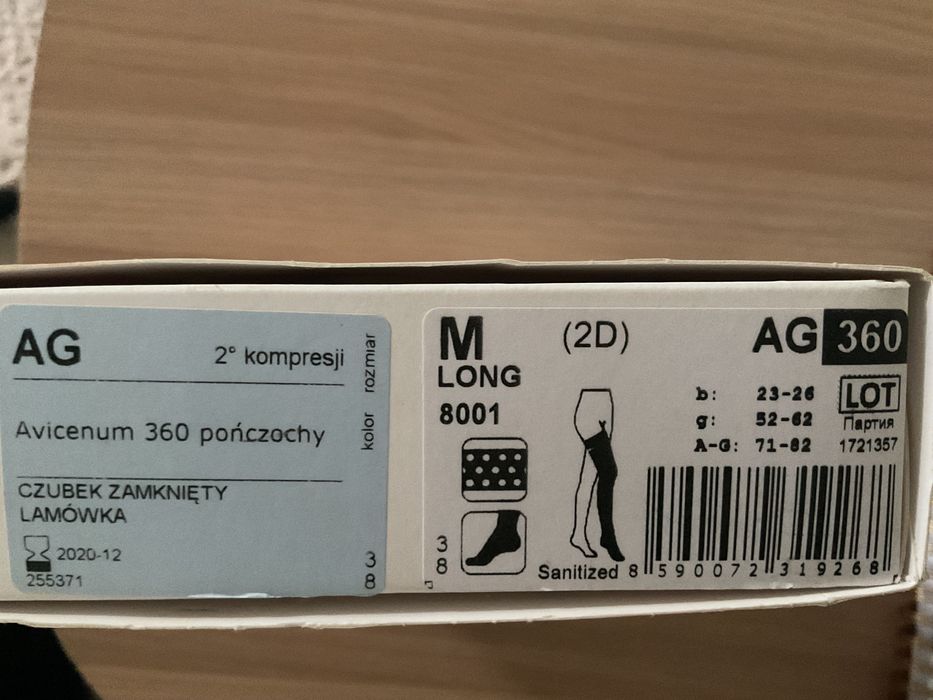 AG
2° kompresji
rozmiar
kolor
Avicenum 360 pończochy
CZUBEK ZAMKNIĘTY
LAMÓWKA
2020-12
255371
3
8
M
LONG
8001
(2D)
AG 360
b: 23-26
g: 52-62
A-G: 71-82
LOT
Партия
1721357
3
8
Sanitized
8 590072 319268